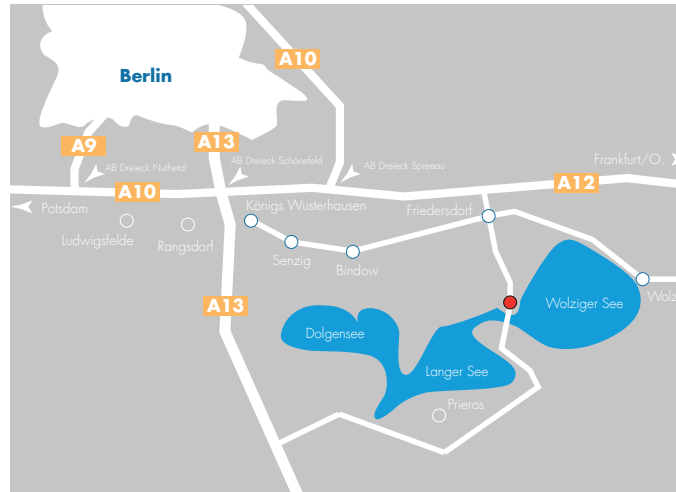 A10
Berlin
A9
A13
AB Dreieck Nuthetal
AB Dreieck Schönefeld
AB Dreieck Spreeau
Frankfurt/O.
A10
A12
Potsdam
Königs Wusterhausen
Friedersdorf
Ludwigsfelde
Rangsdorf
Senzig
Bindow
Wolz
A13
Wolziger See
Dolgensee
Langer See
Prieros